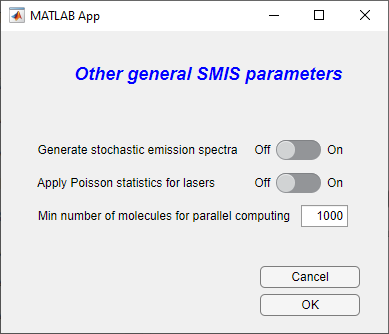 MATLAB App
Other general SMIS parameters
Generate stochastic emission spectra Off On
Apply Poisson statistics for lasers Off On
Min number of molecules for parallel computing 1000
Cancel
OK